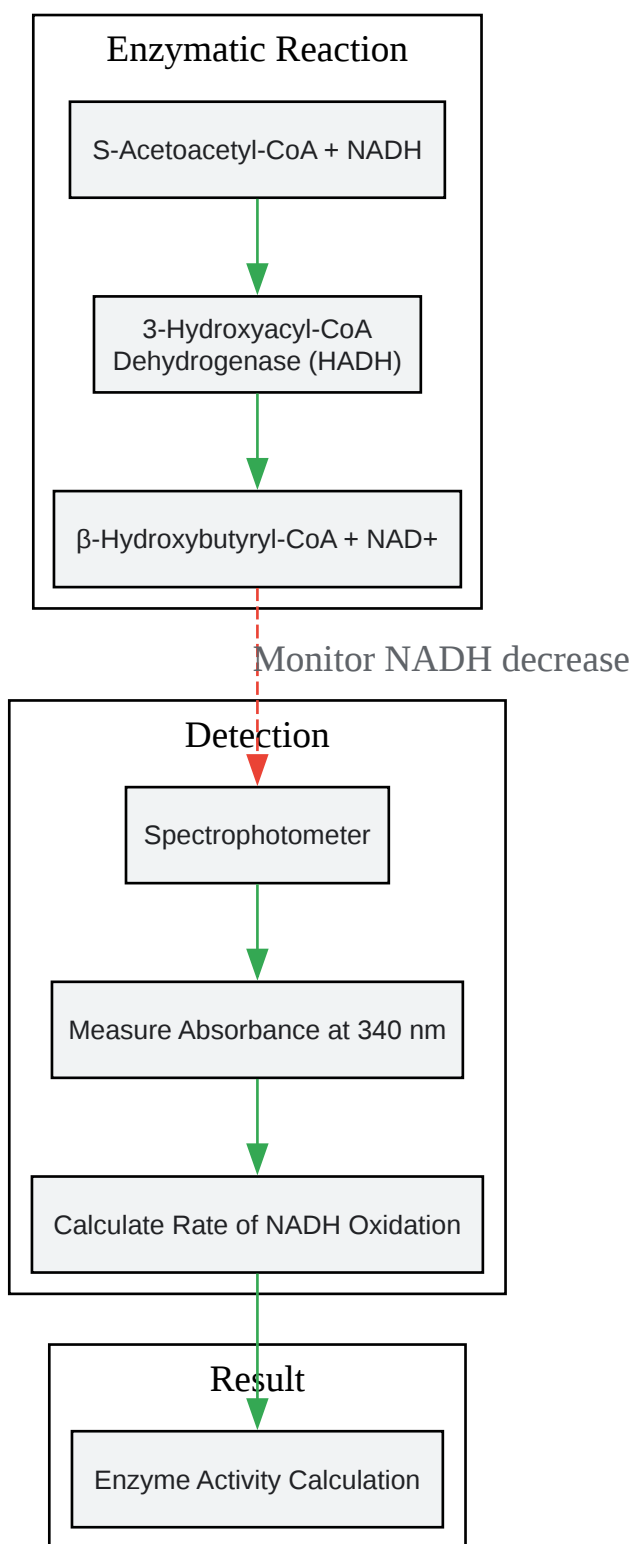 Enzymatic Reaction
S-Acetoacetyl-CoA + NADH
3-Hydroxyacyl-CoA
Dehydrogenase (HADH)
β-Hydroxybutyryl-CoA + NAD+
Monitor NADH decrease
Detection
Spectrophotometer
Measure Absorbance at 340 nm
Calculate Rate of NADH Oxidation
Result
Enzyme Activity Calculation